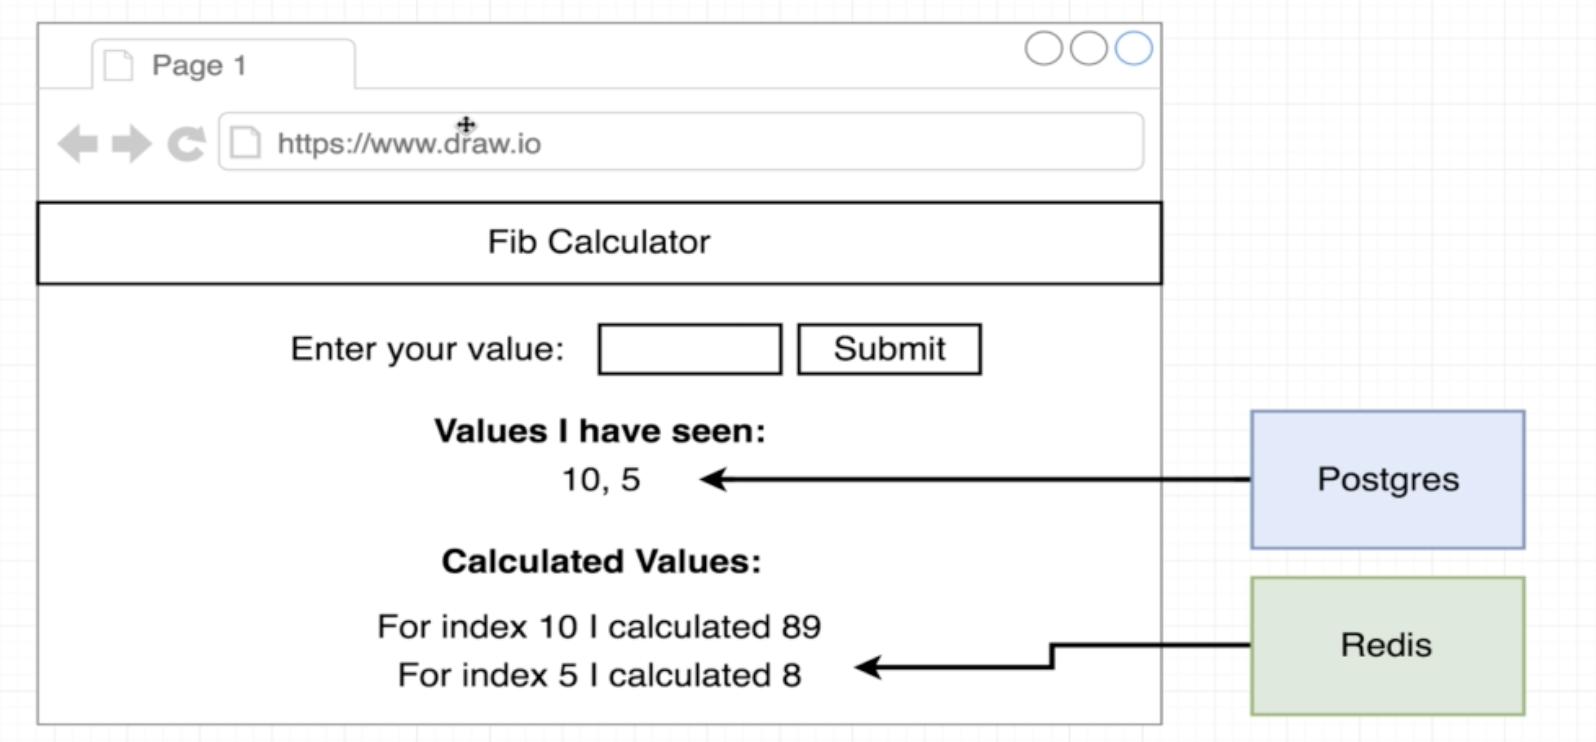 Page 1
https://www.draw.io
Fib Calculator
Enter your value:
Submit
Values I have seen:
10, 5
Postgres
Calculated Values:
For index 10 I calculated 89
For index 5 I calculated 8
Redis